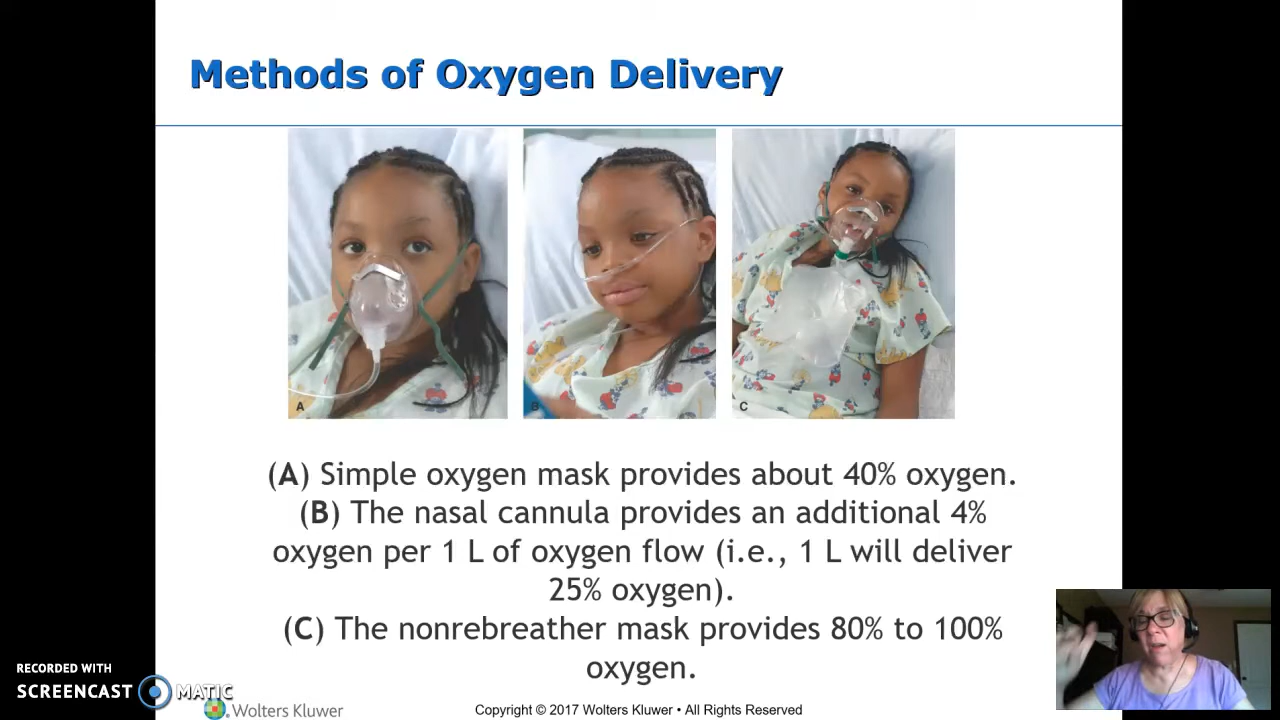 Methods of Oxygen Delivery
A
B
C
(A) Simple oxygen mask provides about 40% oxygen.
(B) The nasal cannula provides an additional 4%
oxygen per 1 L of oxygen flow (i.e., 1 L will deliver
25% oxygen).
(C) The nonrebreather mask provides 80% to 100%
oxygen.
RECORDED WITH
SCREENCAST MATIC
Wolters Kluwer
Copyright © 2017 Wolters Kluwer • All Rights Reserved